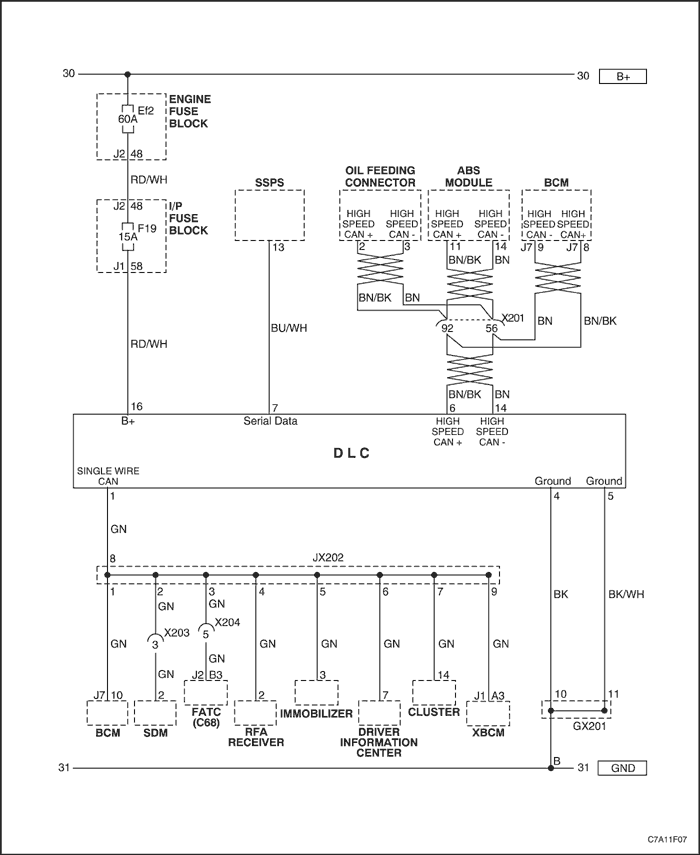 30
30 B+
ENGINE
FUSE
BLOCK
Ef2
60A
J2 48
RD/WH
J2 48
I/P
FUSE
BLOCK
F19
15A
J1 58
RD/WH
16
B+
SSPS
13
BU/WH
7
Serial Data
OIL FEEDING
CONNECTOR
HIGH
SPEED
CAN +
HIGH
SPEED
CAN -
2 3
BN/BK BN
ABS
MODULE
HIGH
SPEED
CAN +
HIGH
SPEED
CAN -
11 14
BN/BK BN
BCM
HIGH
SPEED
CAN -
HIGH
SPEED
CAN+
J7 9 J7 8
BN BN/BK
X201
92 56
BN/BK BN
6 14
HIGH
SPEED
CAN +
HIGH
SPEED
CAN -
DLC
SINGLE WIRE
CAN
1
GN
8
JX202
Ground Ground
4 5
BK BK/WH
1 2 3 4 5 6 7 9
GN GN
X203
3
X204
5
GN GN GN GN GN GN GN GN
J7 10
BCM
2
SDM
J2 B3
FATC
(C68)
2
RFA
RECEIVER
3
IMMOBILIZER
7
DRIVER
INFORMATION
CENTER
14
CLUSTER
J1 A3
XBCM
10 11
GX201
B
31
31 GND
C7A11F07